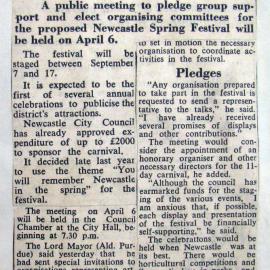 A public meeting to pledge group sup-
port and elect organising committees for
the proposed Newcastle Spring Festival will
be held on April 6.
The festival will be
staged between September
7 and 17.
It is expected to be the
first of several annual
celebrations to publicise the
district's attractions.
Newcastle City Council
has already approved ex-
penditure of up to £2000
to sponsor the carnival.
It decided late last year
to use the theme "You
will remember Newcastle
in the spring" for the
festival.
The meeting on April 6
will be held in the Council
Chamber at the City Hall, be-
ginning at 7.30 p.m.
The Lord Mayor (Ald. Pur-
due) said yesterday that he
had sent special invitations to
up set in motion the necessary
organisation to coordinate
activities in the festival.
Pledges
"Any organisation prepared
to take part in the festival is
requested to send a represent-
ative to the talks," he said.
"I have already received
several promises of displays
and other contributions."
The meeting would con-
sider the appointment of an
honorary organiser and other
necessary directors for the
11-day carnival, he added.
"Although the council has
earmarked funds for the stag-
ing of the various events, I
am anxious that, if possible,
each display and presentation
of the festival be financially
self-supporting," he said.
The celebrations would be
held when Newcastle was at
its best. There would be
horticultural competitions and